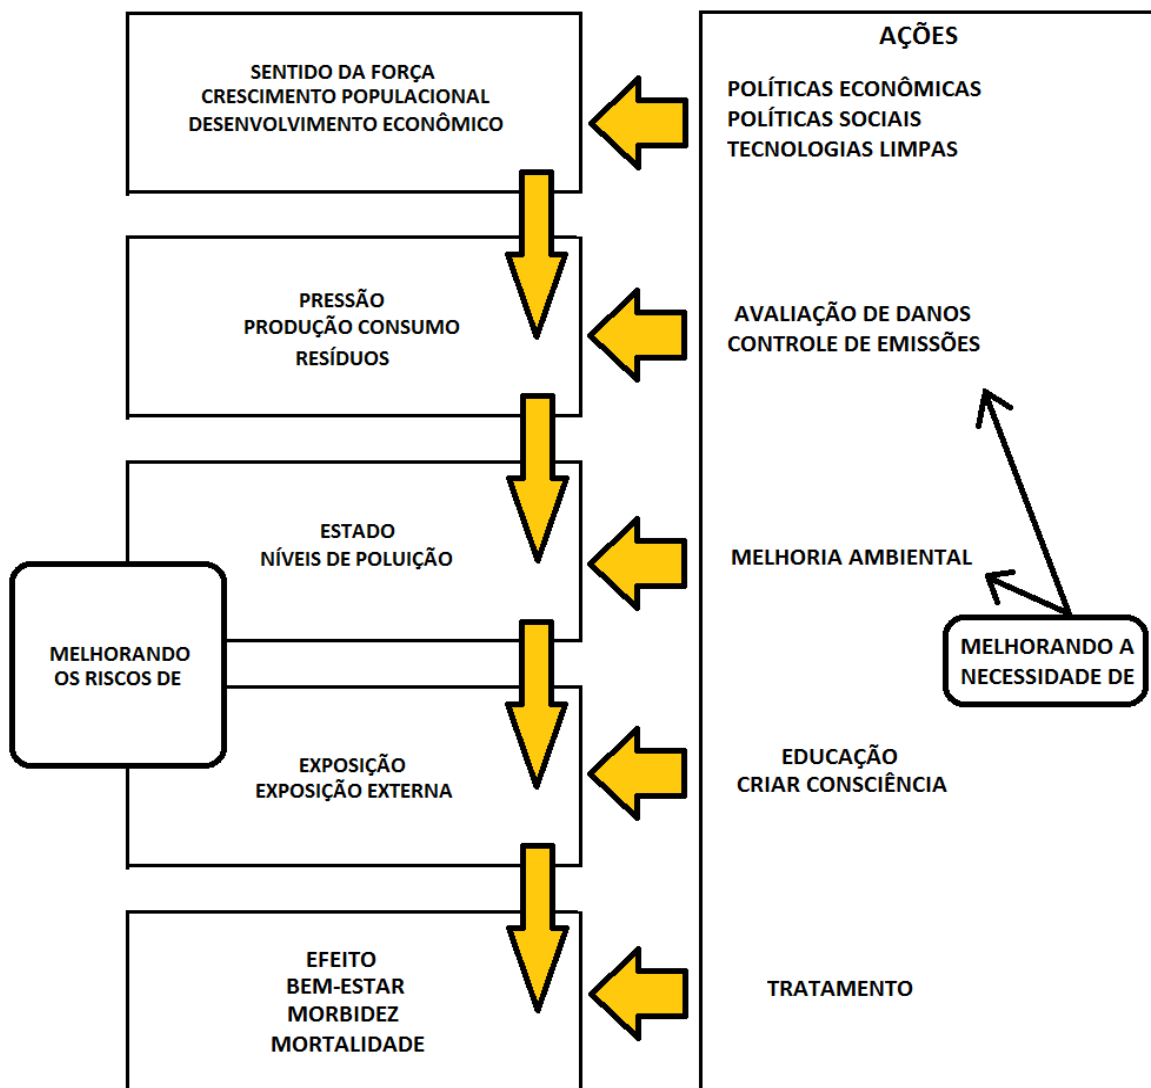 AÇÕES
SENTIDO DA FORÇA
CRESCIMENTO POPULACIONAL
DESENVOLVIMENTO ECONÔMICO
POLÍTICAS ECONÔMICAS
POLÍTICAS SOCIAIS
TECNOLOGIAS LIMPAS
PRESSÃO
PRODUÇÃO CONSUMO
RESÍDUOS
AVALIAÇÃO DE DANOS
CONTROLE DE EMISSÕES
ESTADO
NÍVEIS DE POLUIÇÃO
MELHORIA AMBIENTAL
MELHORANDO
OS RISCOS DE
MELHORANDO A
NECESSIDADE DE
EXPOSIÇÃO
EXPOSIÇÃO EXTERNA
EDUCAÇÃO
CRIAR CONSCIÊNCIA
EFEITO
BEM-ESTAR
MORBIDEZ
MORTALIDADE
TRATAMENTO